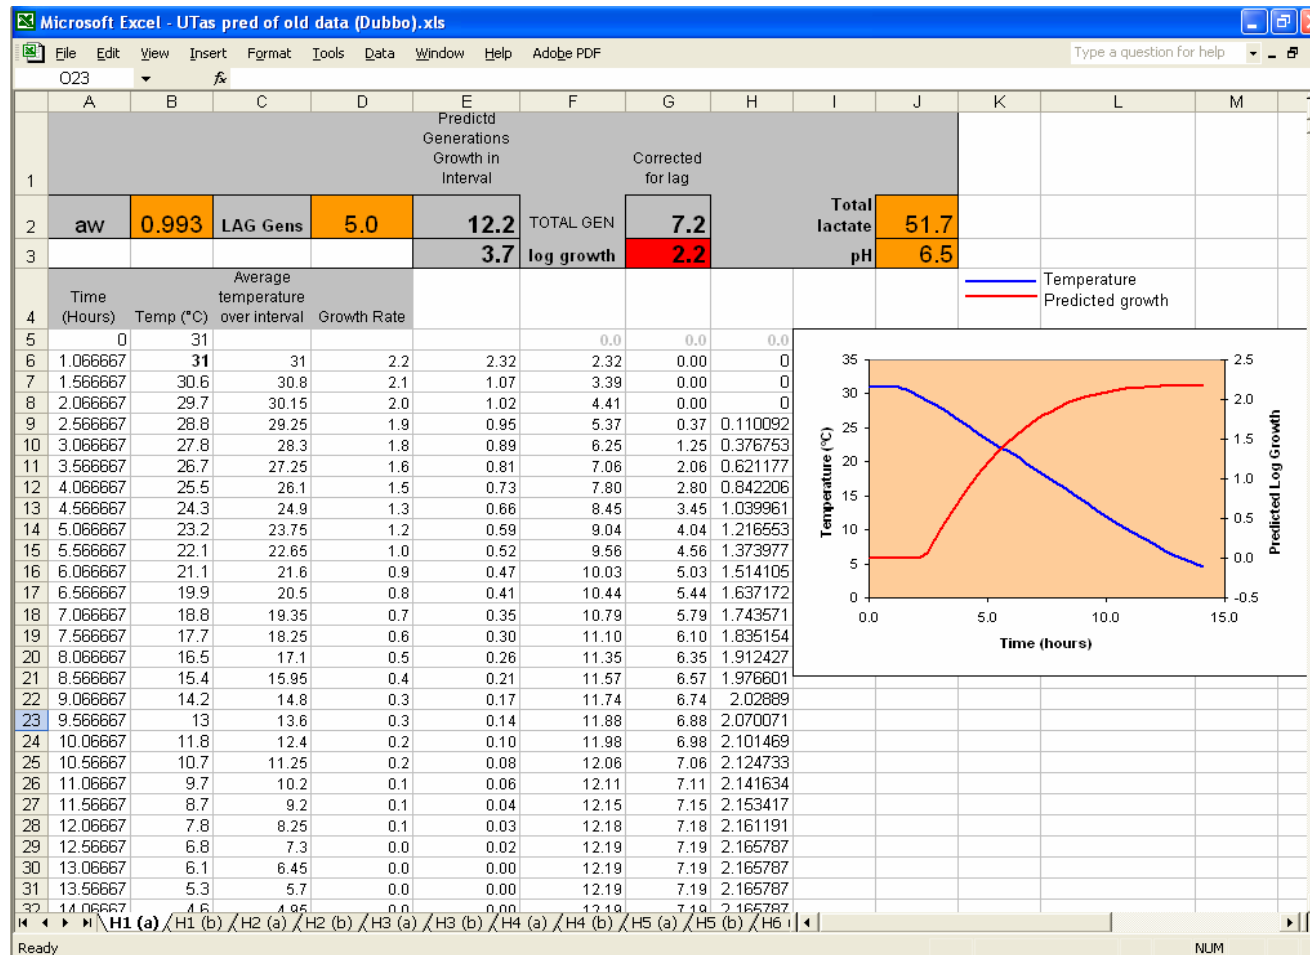 Microsoft Excel - UTas pred of old data (Dubbo).xls
File Edit View Insert Format Tools Data Window Help Adobe PDF Type a question for help
O23 fx
A B C D E F G H I J K L M
1 Predictd Generations Growth in Interval Corrected for lag
2 aw 0.993 LAG Gens 5.0 12.2 TOTAL GEN 7.2 Total lactate 51.7
3 3.7 log growth 2.2 pH 6.5
4 Time (Hours) Temp (°C) Average temperature over interval Growth Rate
Temperature
Predicted growth
5 0 31 0.0 0.0 0.0
6 1.066667 31 31 2.2 2.32 2.32 0.00 0
7 1.566667 30.6 30.8 2.1 1.07 3.39 0.00 0
8 2.066667 29.7 30.15 2.0 1.02 4.41 0.00 0
9 2.566667 28.8 29.25 1.9 0.95 5.37 0.37 0.110092
10 3.066667 27.8 28.3 1.8 0.89 6.25 1.25 0.376753
11 3.566667 26.7 27.25 1.6 0.81 7.06 2.06 0.621177
12 4.066667 25.5 26.1 1.5 0.73 7.80 2.80 0.842206
13 4.566667 24.3 24.9 1.3 0.66 8.45 3.45 1.039961
14 5.066667 23.2 23.75 1.2 0.59 9.04 4.04 1.216553
15 5.566667 22.1 22.65 1.0 0.52 9.56 4.56 1.373977
16 6.066667 21.1 21.6 0.9 0.47 10.03 5.03 1.514105
17 6.566667 19.9 20.5 0.8 0.41 10.44 5.44 1.637172
18 7.066667 18.8 19.35 0.7 0.35 10.79 5.79 1.743571
19 7.566667 17.7 18.25 0.6 0.30 11.10 6.10 1.835154
20 8.066667 16.5 17.1 0.5 0.26 11.35 6.35 1.912427
21 8.566667 15.4 15.95 0.4 0.21 11.57 6.57 1.976601
22 9.066667 14.2 14.8 0.3 0.17 11.74 6.74 2.02889
23 9.566667 13 13.6 0.3 0.14 11.88 6.88 2.070071
24 10.06667 11.8 12.4 0.2 0.10 11.98 6.98 2.101469
25 10.56667 10.7 11.25 0.2 0.08 12.06 7.06 2.124733
26 11.06667 9.7 10.2 0.1 0.06 12.11 7.11 2.141634
27 11.56667 8.7 9.2 0.1 0.04 12.15 7.15 2.153417
28 12.06667 7.8 8.25 0.1 0.03 12.18 7.18 2.161191
29 12.56667 6.8 7.3 0.0 0.02 12.19 7.19 2.165787
30 13.06667 6.1 6.45 0.0 0.00 12.19 7.19 2.165787
31 13.56667 5.3 5.7 0.0 0.00 12.19 7.19 2.165787
32 14.06667 4.6 4.95 0.0 0.00 12.19 7.19 2.165787
Temperature (°C)
35 30 25 20 15 10 5 0
2.5 2.0 1.5 1.0 0.5 0.0 -0.5
Predicted Log Growth
0.0 5.0 10.0 15.0
Time (hours)
H1 (a) H1 (b) H2 (a) H2 (b) H3 (a) H3 (b) H4 (a) H4 (b) H5 (a) H5 (b) H6
Ready NUM